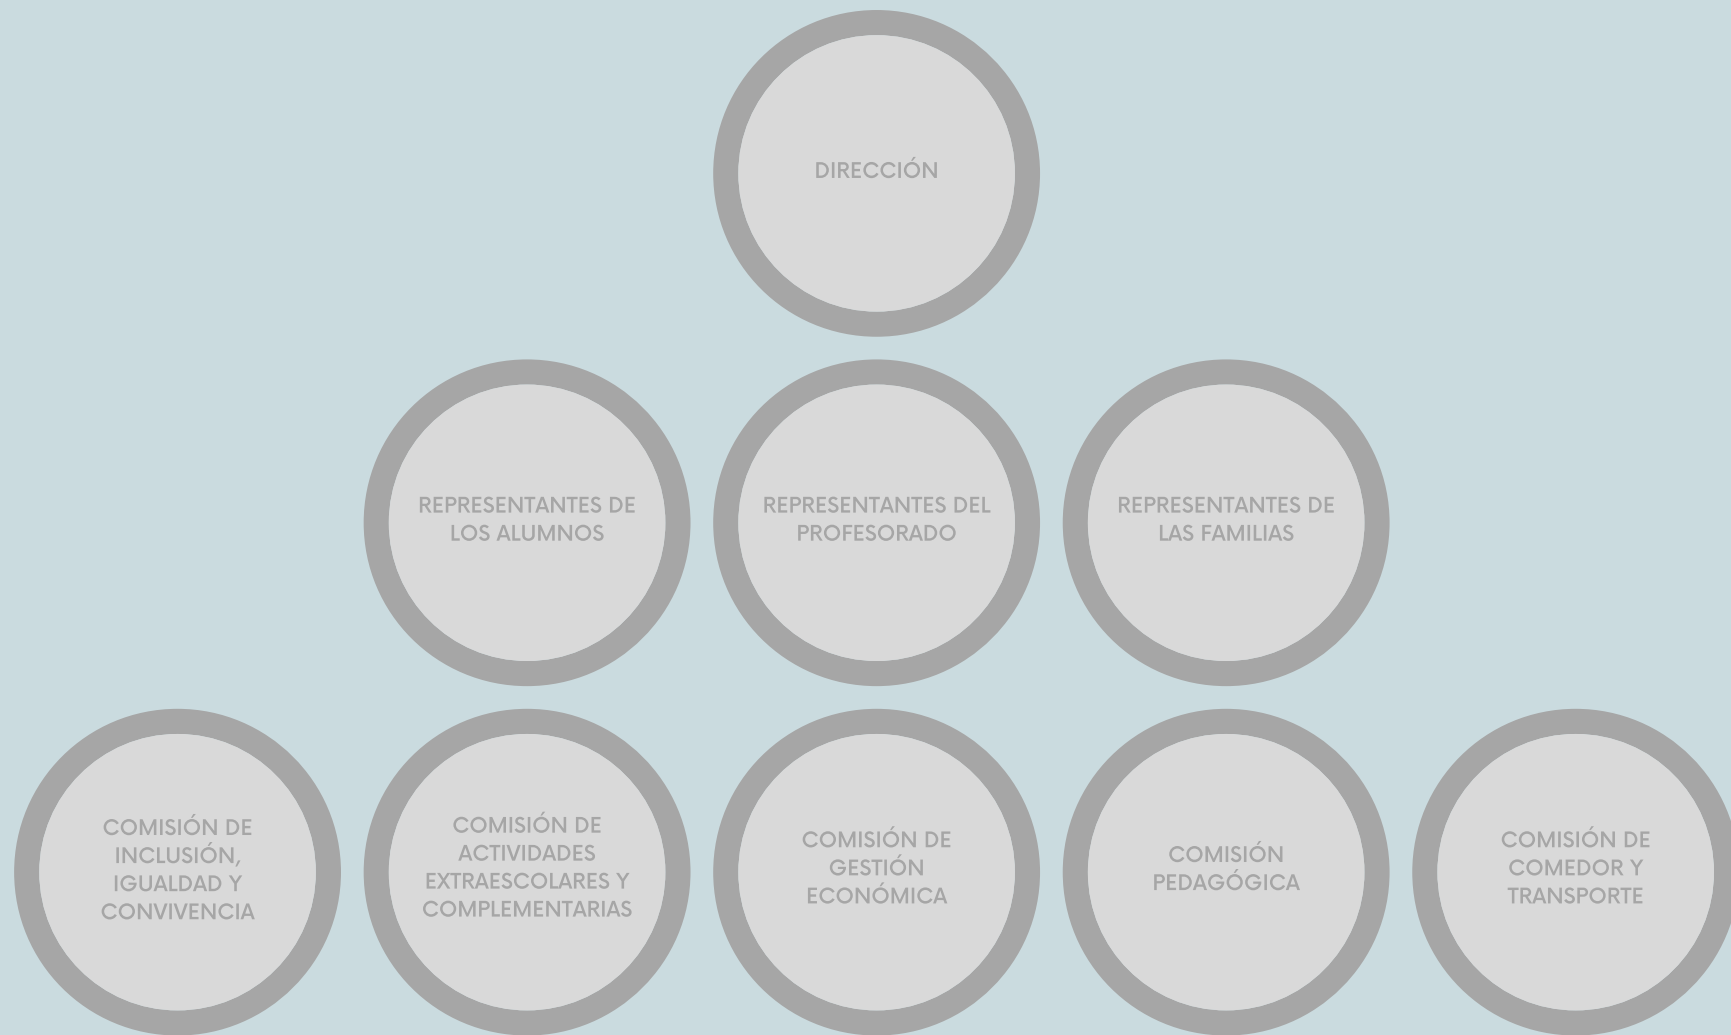 DIRECCIÓN
REPRESENTANTES DE
LOS ALUMNOS
REPRESENTANTES DEL
PROFESORADO
REPRESENTANTES DE
LAS FAMILIAS
COMISIÓN DE
INCLUSIÓN,
IGUALDAD Y
CONVIVENCIA
COMISIÓN DE
ACTIVIDADES
EXTRAESCOLARES Y
COMPLEMENTARIAS
COMISIÓN DE
GESTIÓN
ECONÓMICA
COMISIÓN
PEDAGÓGICA
COMISIÓN DE
COMEDOR Y
TRANSPORTE